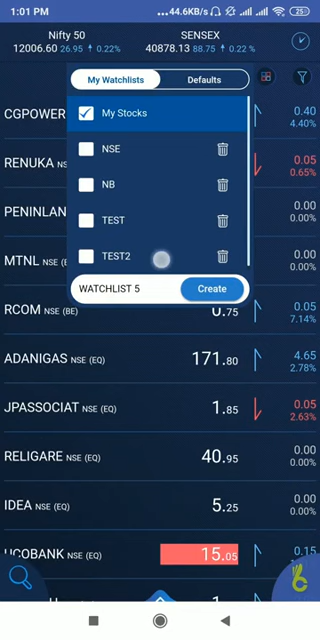 1:01 PM
...44.6KB/s
25
Nifty 50
12006.60 26.95 0.22%
SENSEX
40878.13 88.75 0.22 %
My Watchlists
Defaults
My Stocks
NSE
NB
TEST
TEST2
WATCHLIST 5
Create
CGPOWER
0.40
4.40%
RENUKA NS
0.05
0.65%
PENINLAN
0.00
0.00%
MTNL NSE (E
0.00
0.00%
RCOM NSE (BE)
0.75
0.05
7.14%
ADANIGAS NSE (EQ)
171.80
4.65
2.78%
JPASSOCIAT NSE (EQ)
1.85
0.05
2.63%
RELIGARE NSE (EQ)
40.95
0.00
0.00%
IDEA NSE (EQ)
5.25
0.00
0.00%
UCOBANK NSE (EQ)
15.05
0.15